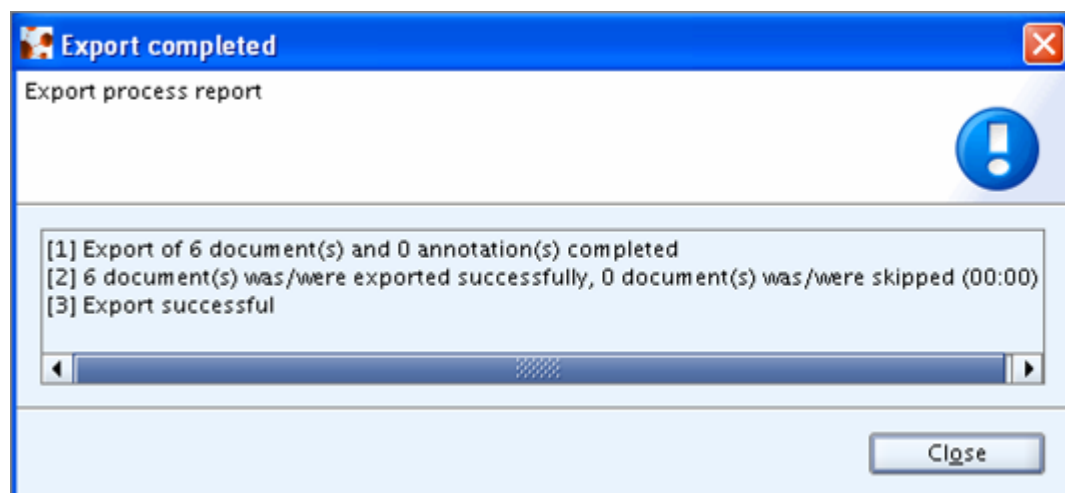 Export completed
Export process report
[1] Export of 6 document(s) and 0 annotation(s) completed
[2] 6 document(s) was/were exported successfully, 0 document(s) was/were skipped (00:00)
[3] Export successful
Close